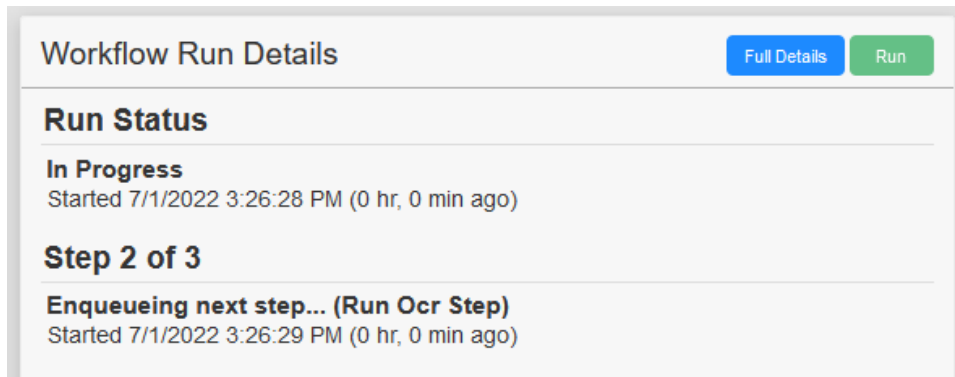 Workflow Run Details
Full Details
Run
Run Status
In Progress
Started 7/1/2022 3:26:28 PM (0 hr, 0 min ago)
Step 2 of 3
Enqueueing next step... (Run Ocr Step)
Started 7/1/2022 3:26:29 PM (0 hr, 0 min ago)